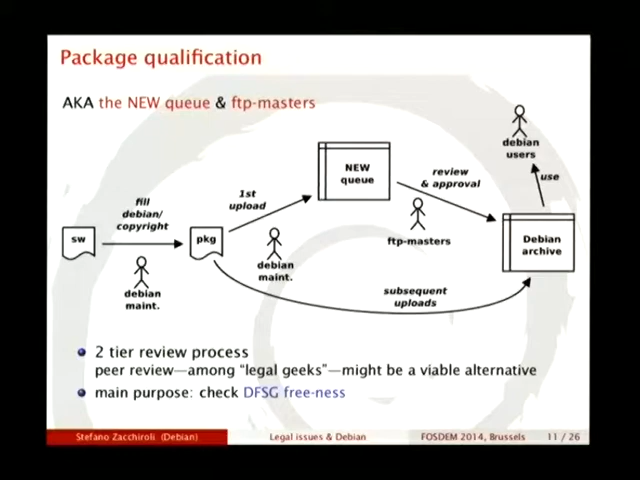 Package qualification
AKA the NEW queue & ftp-masters
debian
users
NEW
queue
review
& approval
use
fill
debian/
copyright
1st
upload
sw
pkg
ftp-masters
Debian
archive
debian
maint.
debian
maint.
subsequent
uploads
2 tier review process
peer review—among "legal geeks"—might be a viable alternative
main purpose: check DFSG free-ness
Stefano Zacchiroli (Debian)
Legal issues & Debian
FOSDEM 2014, Brussels
11 / 26